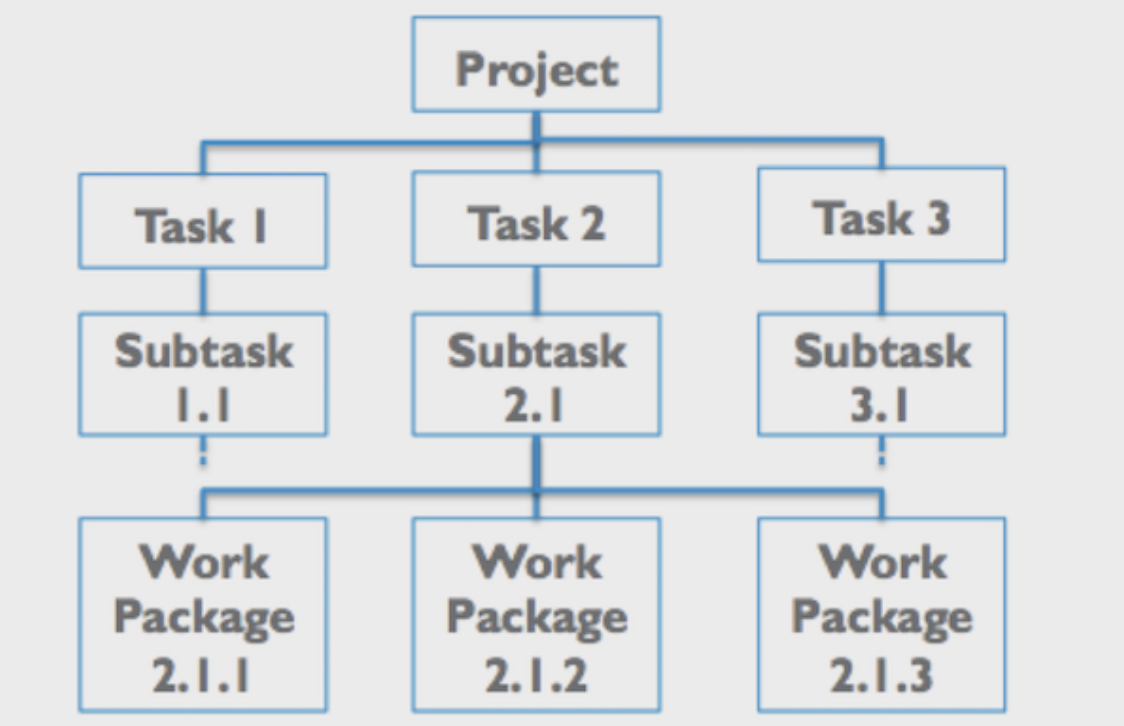 Project
Task 1
Task 2
Task 3
Subtask
1.1
Subtask
2.1
Subtask
3.1
Work
Package
2.1.1
Work
Package
2.1.2
Work
Package
2.1.3